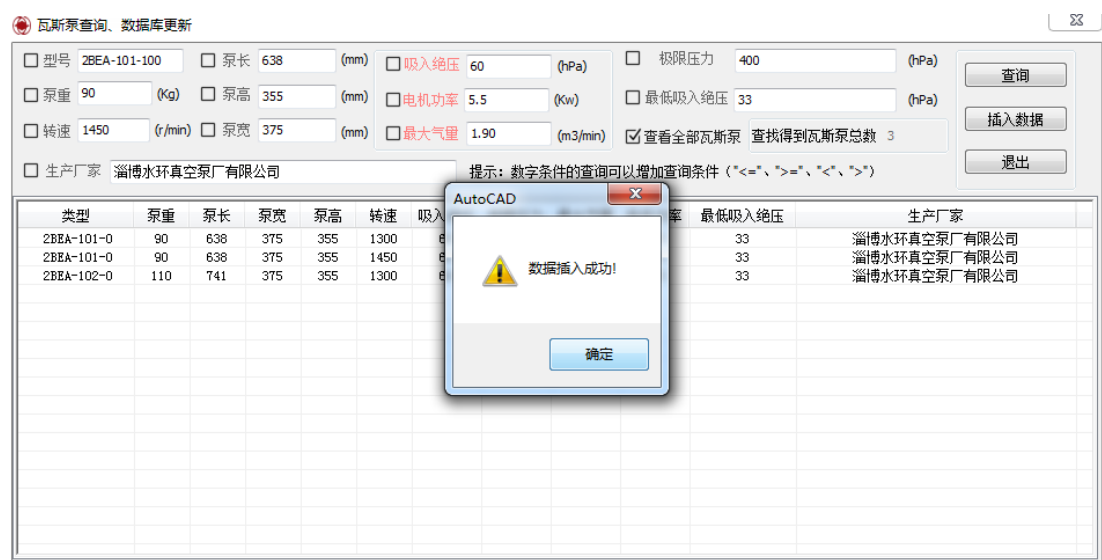 瓦斯泵查询、数据库更新
型号 2BEA-101-100 泵长 638 (mm) 吸入绝压 60 (hPa) 极限压力 400 (hPa) 查询
泵重 90 (Kg) 泵高 355 (mm) 电机功率 5.5 (Kw) 最低吸入绝压 33 (hPa) 插入数据
转速 1450 (r/min) 泵宽 375 (mm) 最大气量 1.90 (m3/min) 查看全部瓦斯泵 查找得到瓦斯泵总数 3 退出
生产厂家 淄博水环真空泵厂有限公司 提示：数字条件的查询可以增加查询条件（"<="、">="、"<"、">"）
类型 泵重 泵长 泵宽 泵高 转速 吸入 率 最低吸入绝压 生产厂家
2BEA-101-0 90 638 375 355 1300 6 33 淄博水环真空泵厂有限公司
2BEA-101-0 90 638 375 355 1450 6 33 淄博水环真空泵厂有限公司
2BEA-102-0 110 741 375 355 1300 6 33 淄博水环真空泵厂有限公司
AutoCAD
数据插入成功!
确定